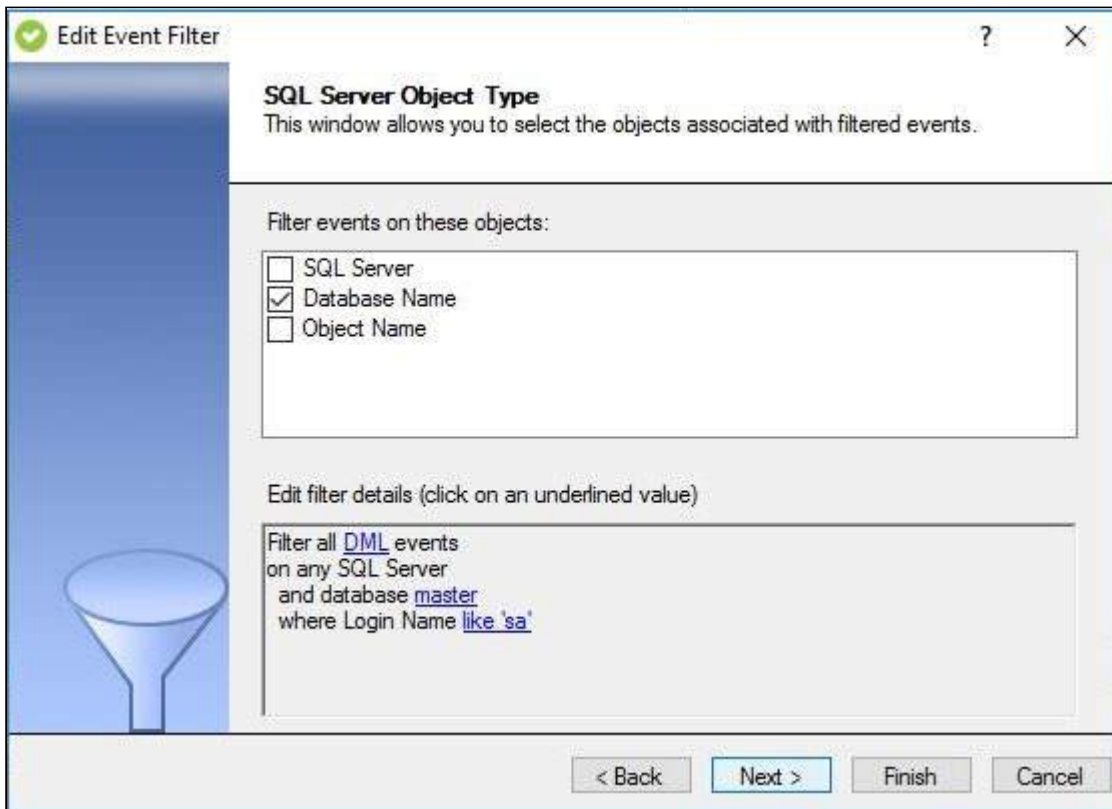 Edit Event Filter
?
SQL Server Object Type
This window allows you to select the objects associated with filtered events.
Filter events on these objects:
SQL Server
Database Name
Object Name
Edit filter details (click on an underlined value)
Filter all DML events
on any SQL Server
and database master
where Login Name like 'sa'
< Back
Next >
Finish
Cancel